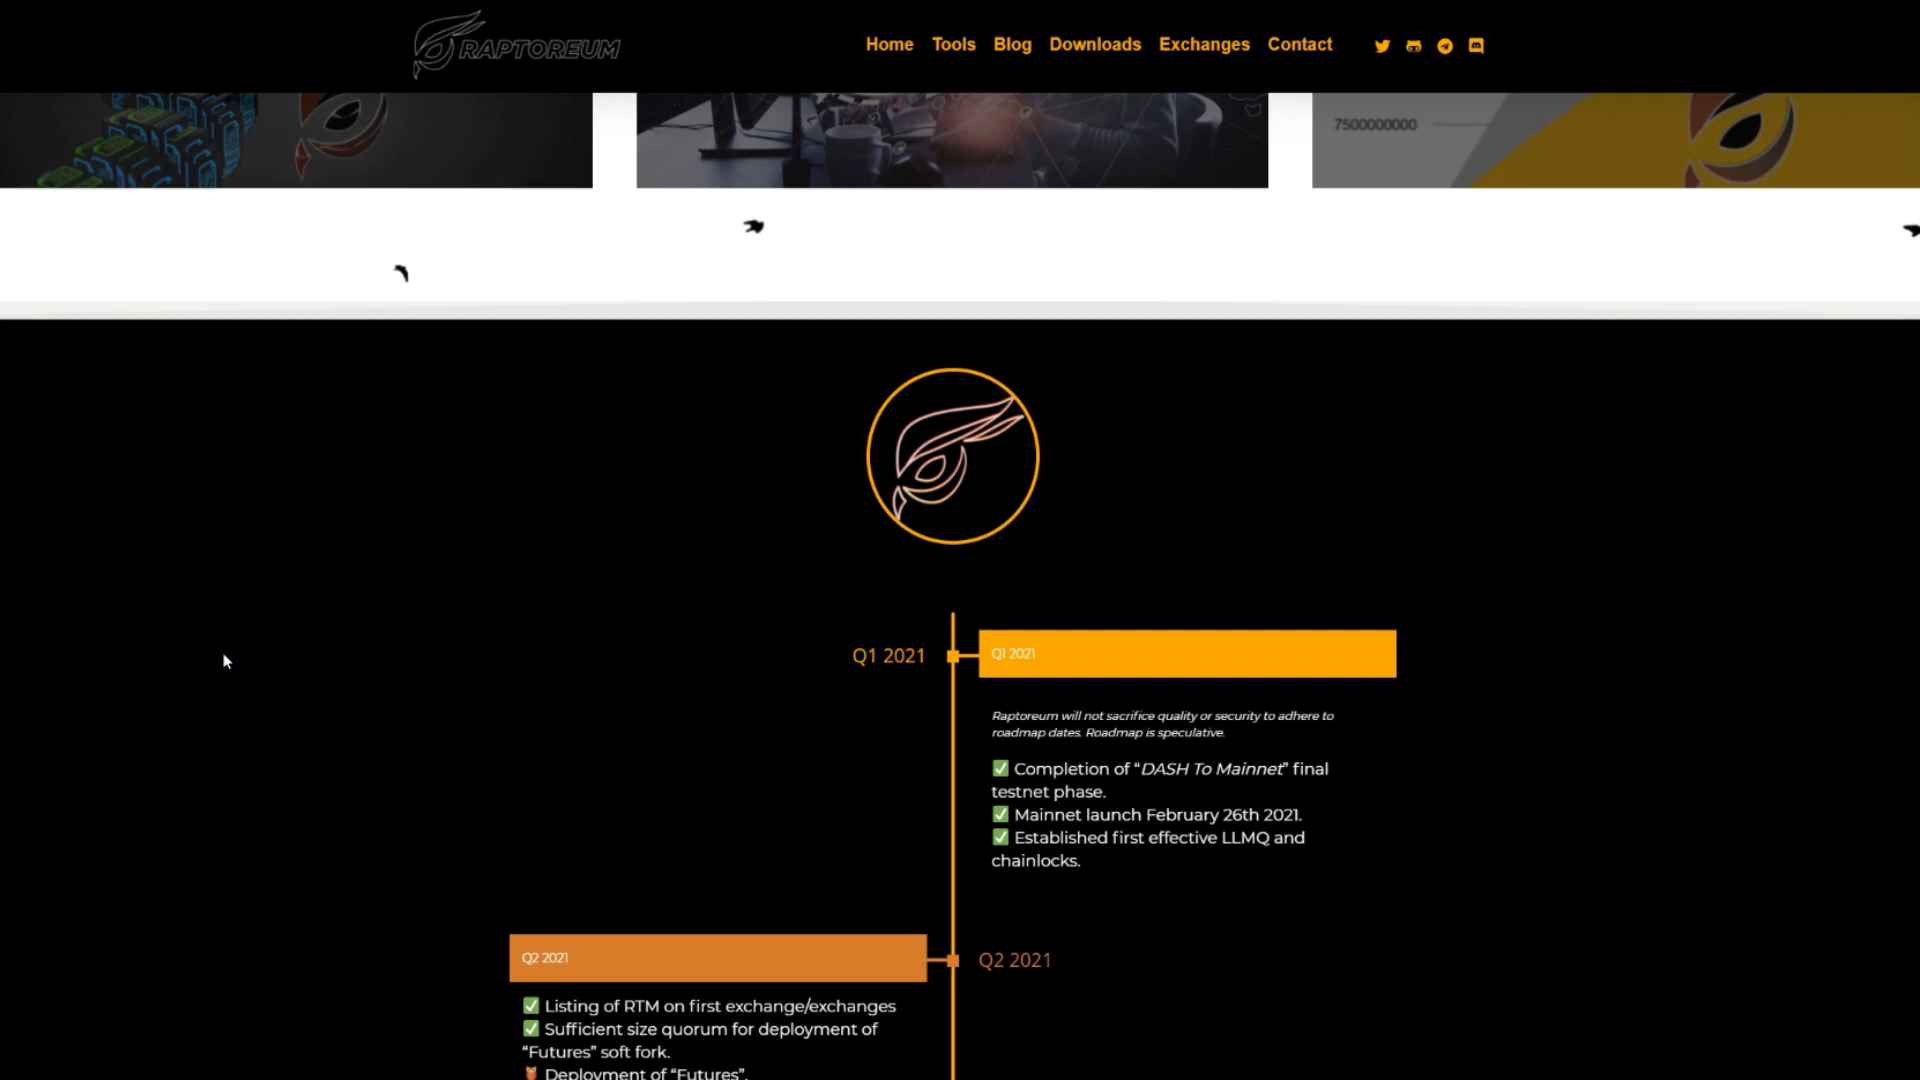 RAPTOREUM
Home Tools Blog Downloads Exchanges Contact
7500000000
Q1 2021
Q1 2021
Raptoreum will not sacrifice quality or security to adhere to
roadmap dates. Roadmap is speculative.
✅ Completion of “DASH To Mainnet” final
testnet phase.
✅ Mainnet launch February 26th 2021.
✅ Established first effective LLMQ and
chainlocks.
Q2 2021
Q2 2021
✅ Listing of RTM on first exchange/exchanges
✅ Sufficient size quorum for deployment of
“Futures” soft fork.
Deployment of “Futures”.